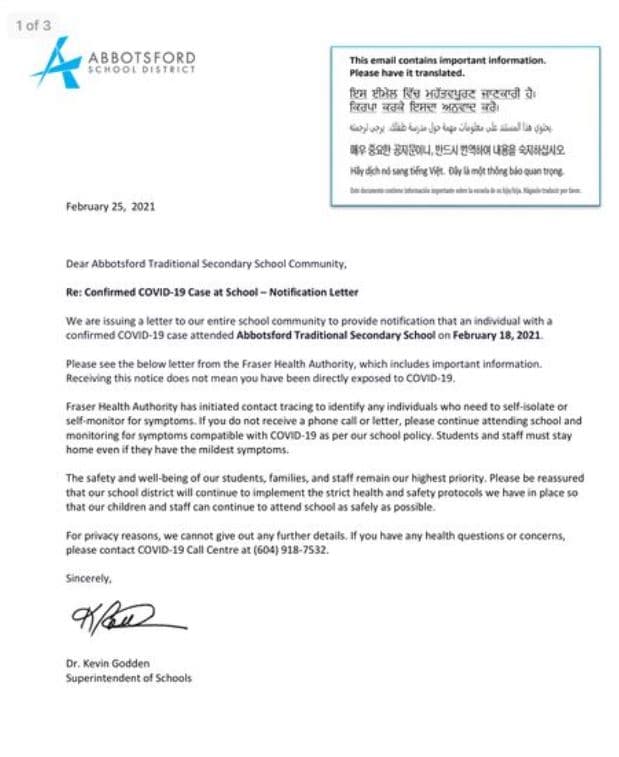 1 of 3
ABBOTSFORD
SCHOOL DISTRICT
This email contains important information.
Please have it translated.
ਇਸ ਈਮੇਲ ਵਿੱਚ ਮਹੱਤਵਪੂਰਣ ਜਾਣਕਾਰੀ ਹੈ।
ਕਿਰਪਾ ਕਰਕੇ ਇਸਦਾ ਅਨੁਵਾਦ ਕਰੋ।
يحتوي هذا المستند على معلومات مهمة حول مدرسة طفلك. يرجى ترجمته
매우 중요한 공지문이니, 반드시 번역하여 내용을 숙지하십시오
Hãy dịch nó sang tiếng Việt. Đây là một thông báo quan trọng.
Este documento contiene información importante sobre la escuela de su hijo/hija. Hágaselo traducir por favor.
February 25, 2021
Dear Abbotsford Traditional Secondary School Community,
Re: Confirmed COVID-19 Case at School – Notification Letter
We are issuing a letter to our entire school community to provide notification that an individual with a
confirmed COVID-19 case attended Abbotsford Traditional Secondary School on February 18, 2021.
Please see the below letter from the Fraser Health Authority, which includes important information.
Receiving this notice does not mean you have been directly exposed to COVID-19.
Fraser Health Authority has initiated contact tracing to identify any individuals who need to self-isolate or
self-monitor for symptoms. If you do not receive a phone call or letter, please continue attending school and
monitoring for symptoms compatible with COVID-19 as per our school policy. Students and staff must stay
home even if they have the mildest symptoms.
The safety and well-being of our students, families, and staff remain our highest priority. Please be reassured
that our school district will continue to implement the strict health and safety protocols we have in place so
that our children and staff can continue to attend school as safely as possible.
For privacy reasons, we cannot give out any further details. If you have any health questions or concerns,
please contact COVID-19 Call Centre at (604) 918-7532.
Sincerely,
Dr. Kevin Godden
Superintendent of Schools